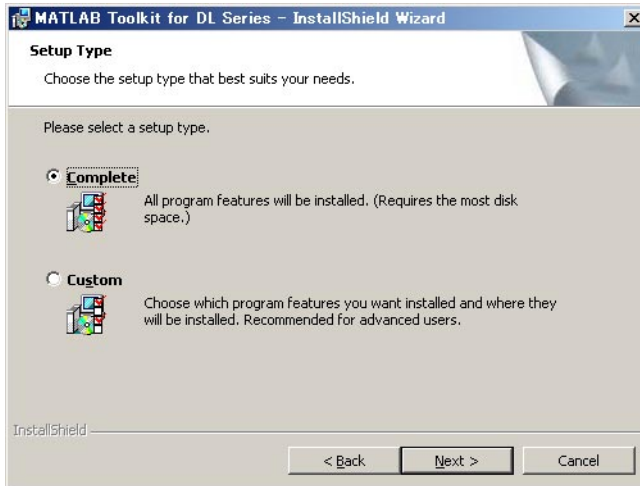 MATLAB Toolkit for DL Series - InstallShield Wizard
Setup Type
Choose the setup type that best suits your needs.
Please select a setup type.
Complete
All program features will be installed. (Requires the most disk
space.)
Custom
Choose which program features you want installed and where they
will be installed. Recommended for advanced users.
InstallShield
< Back
Next >
Cancel